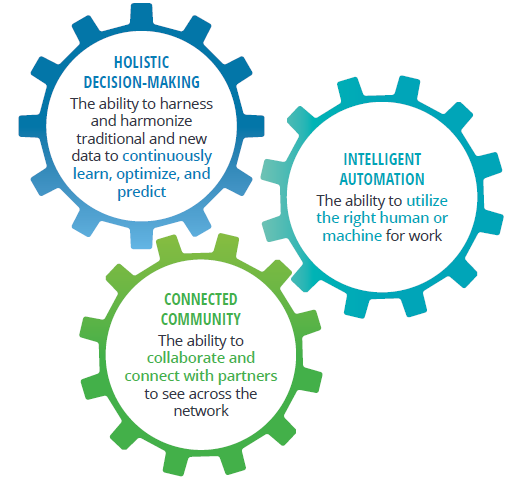 HOLISTIC
DECISION-MAKING
The ability to harness
and harmonize
traditional and new
data to continuously
learn, optimize, and
predict
INTELLIGENT
AUTOMATION
The ability to utilize
the right human or
machine for work
CONNECTED
COMMUNITY
The ability to
collaborate and
connect with partners
to see across the
network